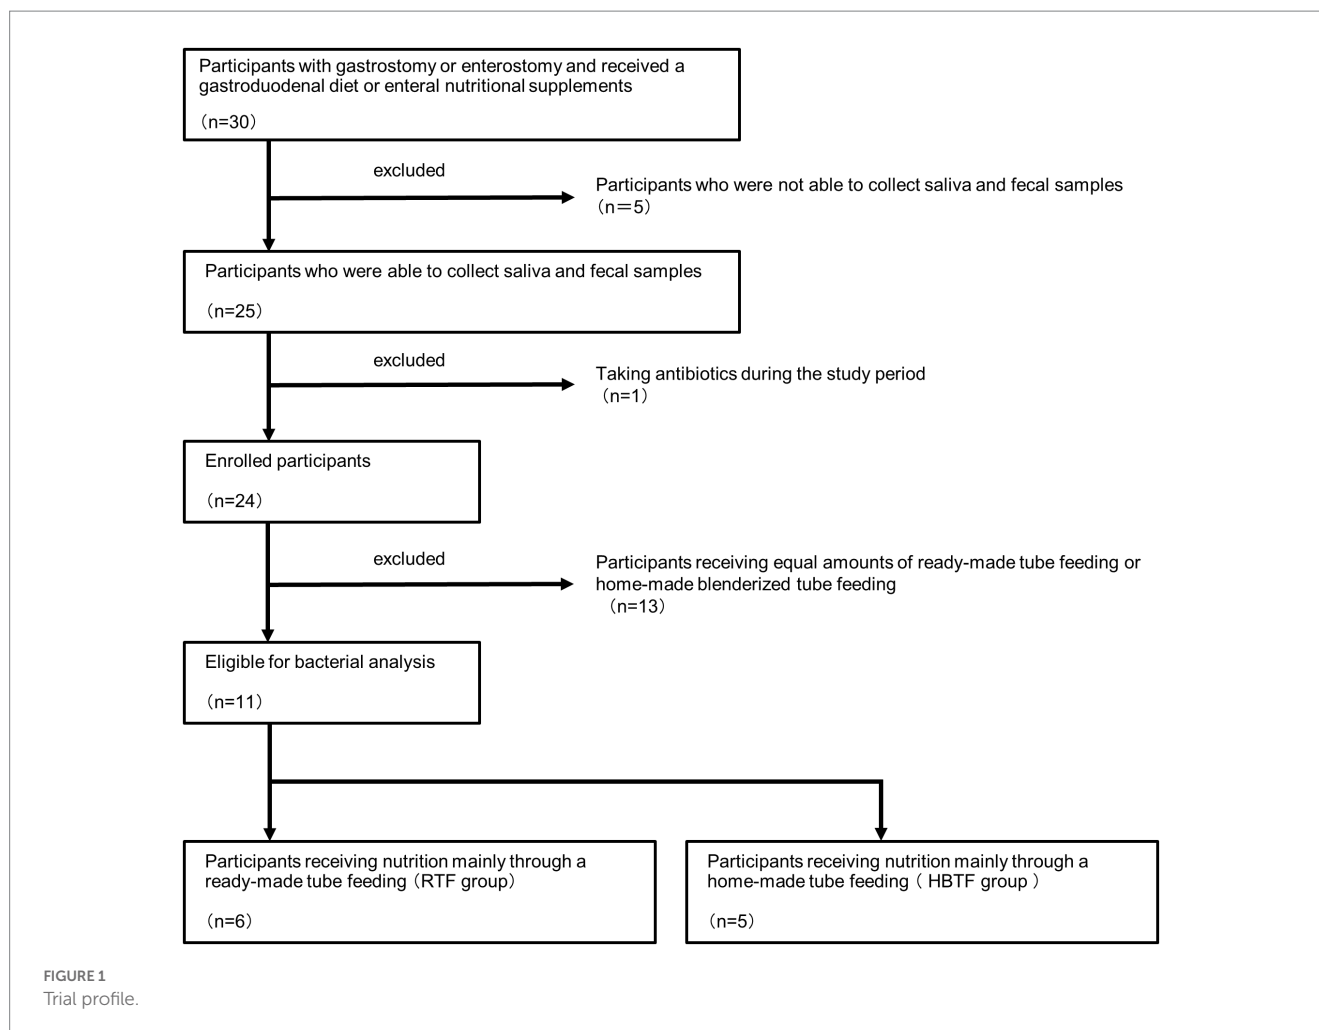 Participants with gastrostomy or enterostomy and received a
gastroduodenal diet or enteral nutritional supplements
（n=30）
excluded
Participants who were not able to collect saliva and fecal samples
（n＝5）
Participants who were able to collect saliva and fecal samples
（n=25）
excluded
Taking antibiotics during the study period
（n=1）
Enrolled participants
（n=24）
excluded
Participants receiving equal amounts of ready-made tube feeding or
home-made blenderized tube feeding
（n=13）
Eligible for bacterial analysis
（n=11）
Participants receiving nutrition mainly through a
ready-made tube feeding（RTF group）
（n=6）
Participants receiving nutrition mainly through a
home-made tube feeding（ HBTF group ）
（n=5）
FIGURE 1
Trial profile.